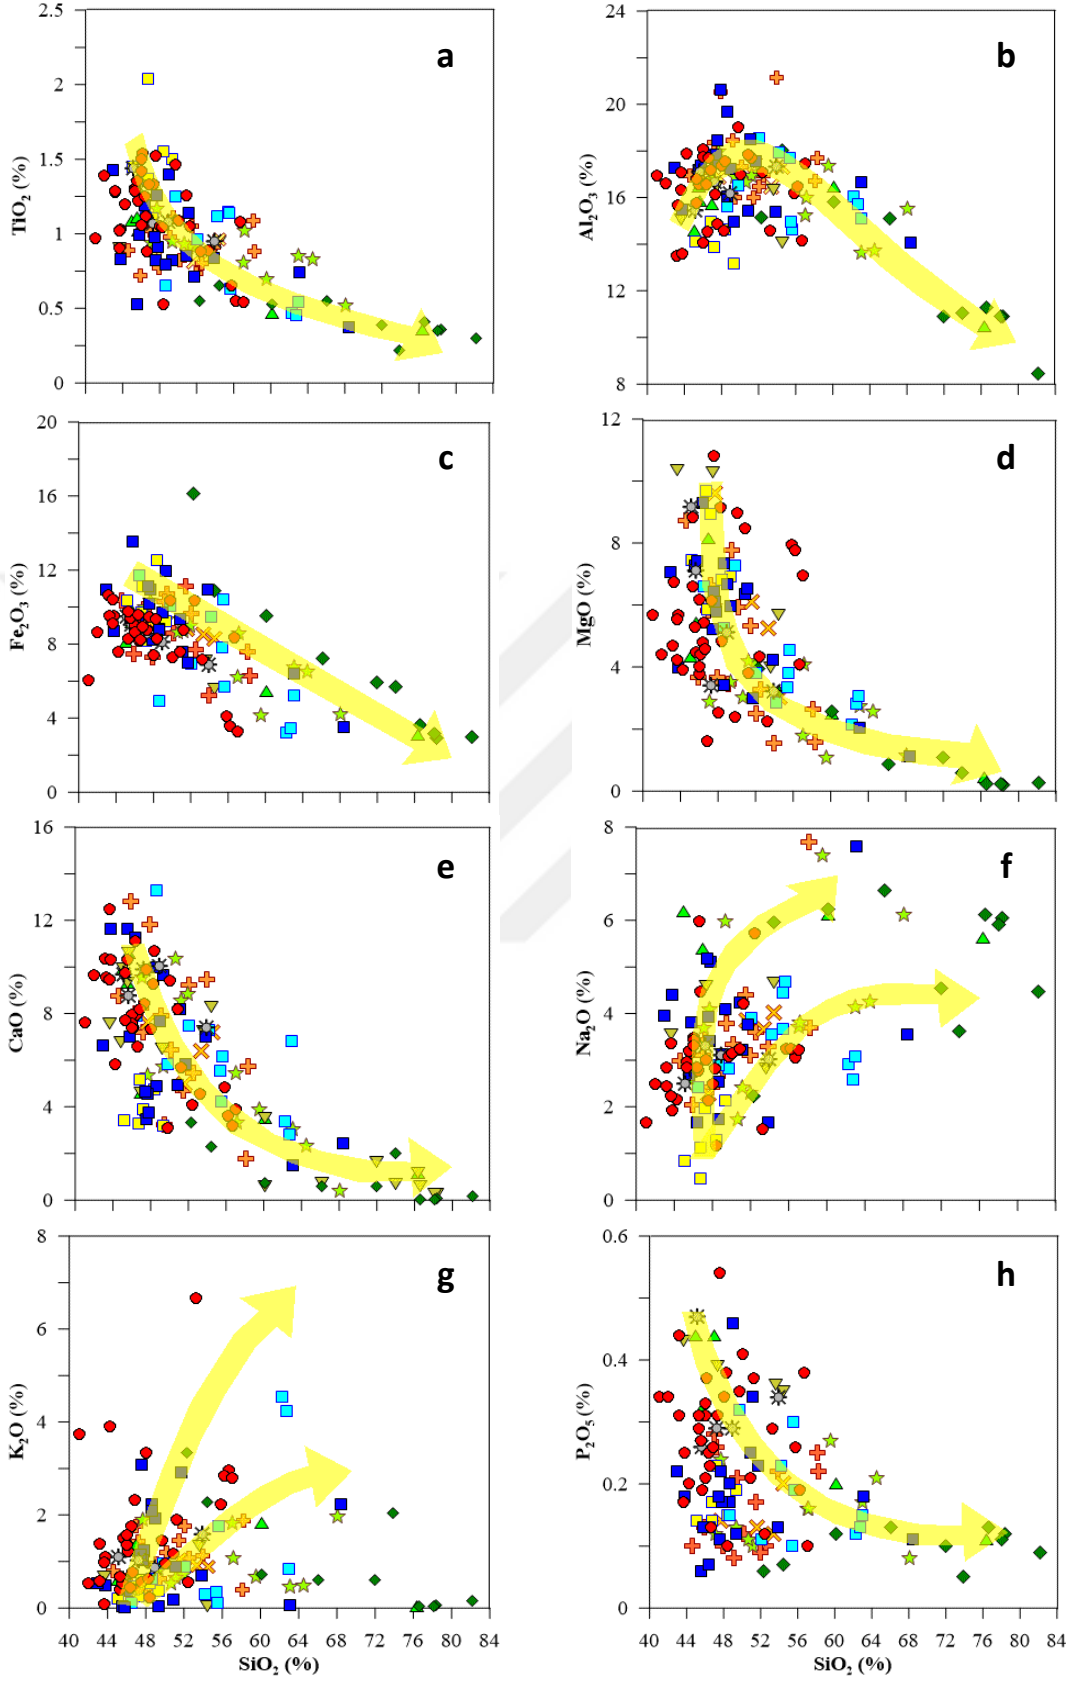 2.5
2
1.5
1
0.5
0
TiO2 (%)
a
24
20
16
12
8
Al2O3 (%)
b
20
16
12
8
4
0
Fe2O3 (%)
c
12
8
4
0
MgO (%)
d
16
12
8
4
0
CaO (%)
e
8
6
4
2
0
Na2O (%)
f
8
6
4
2
0
K2O (%)
g
40 44 48 52 56 60 64 68 72 76 80 84
SiO2 (%)
0.6
0.4
0.2
0
P2O5 (%)
h
40 44 48 52 56 60 64 68 72 76 80 84
SiO2 (%)